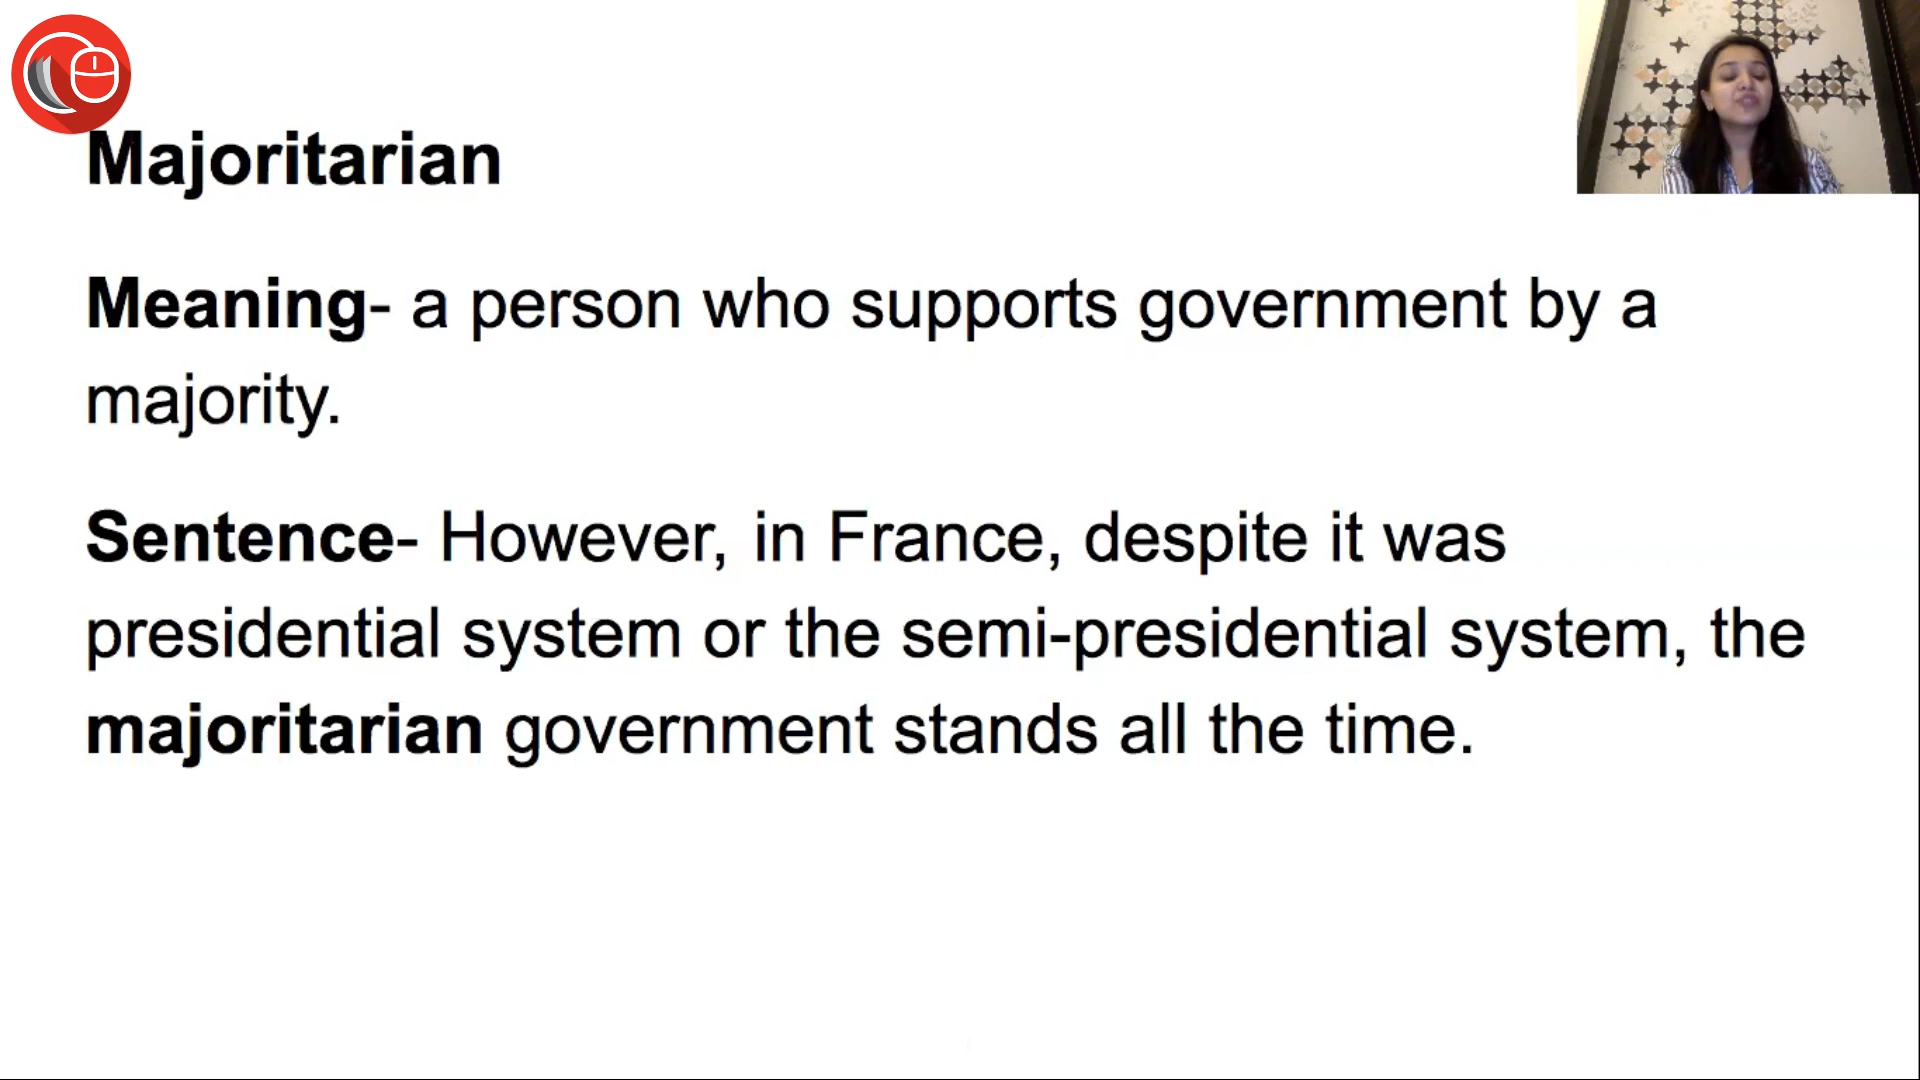 Majoritarian
Meaning- a person who supports government by a
majority.
Sentence- However, in France, despite it was
presidential system or the semi-presidential system, the
majoritarian government stands all the time.